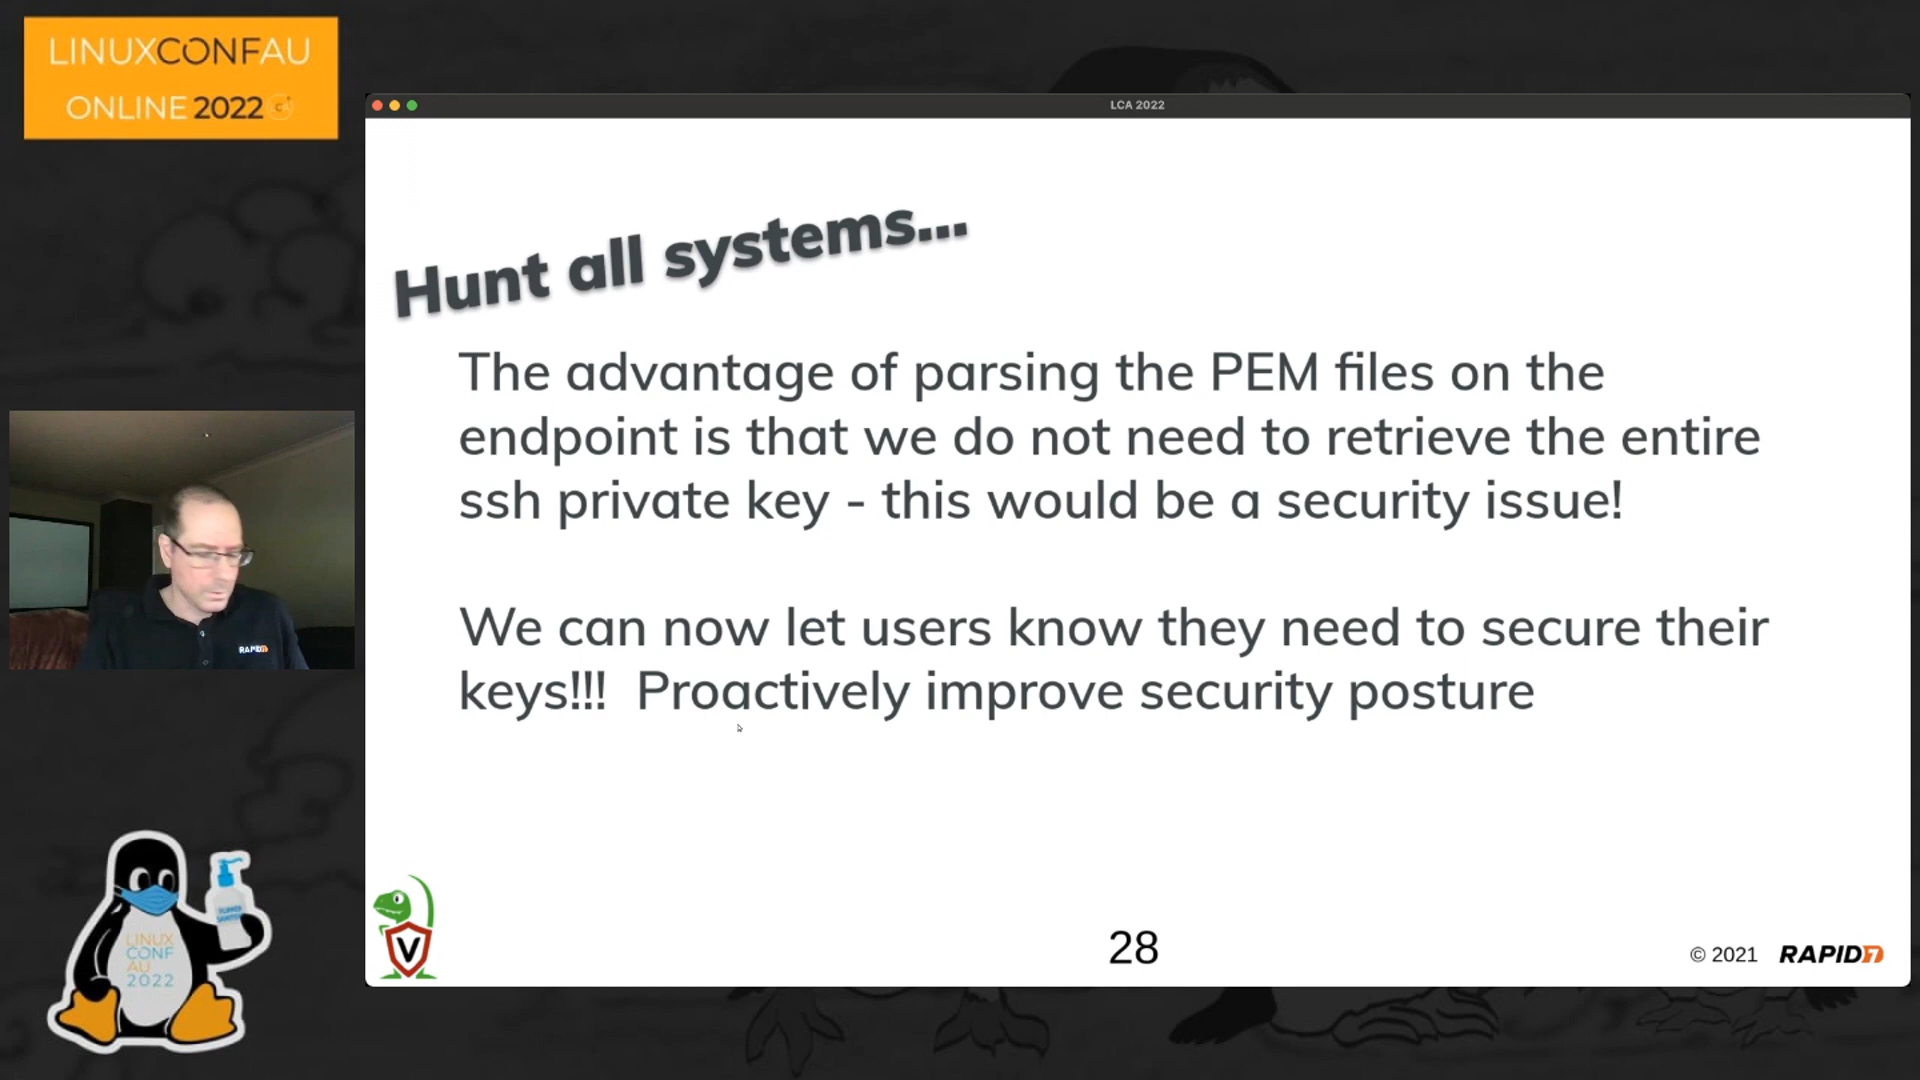 LINUXCONFAU
ONLINE 2022
LCA 2022
Hunt all systems...
The advantage of parsing the PEM files on the
endpoint is that we do not need to retrieve the entire
ssh private key - this would be a security issue!
We can now let users know they need to secure their
keys!!! Proactively improve security posture
RAPID7
LINUX
CONF
AU
2022
V
28
© 2021 RAPID7